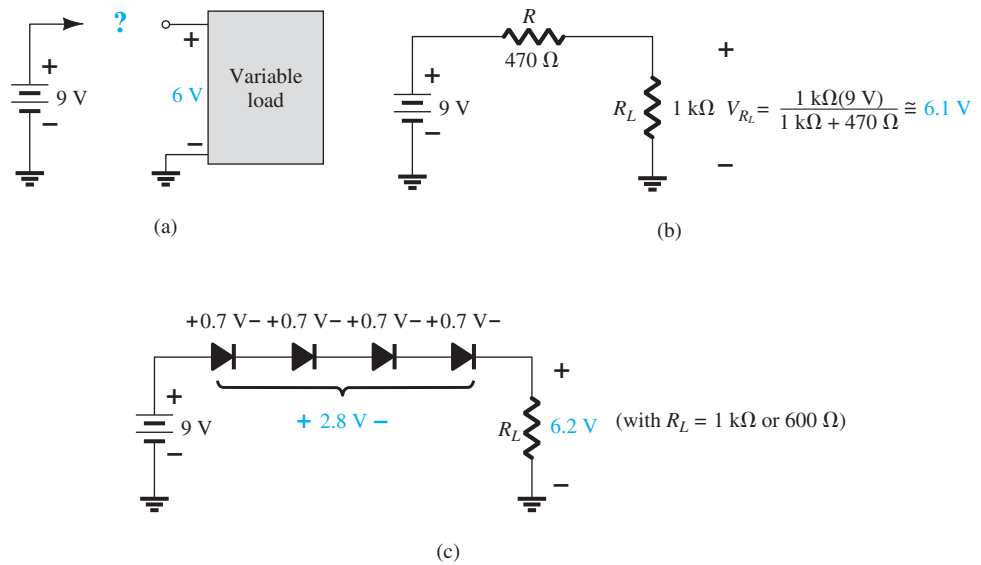 ?
+
+
9 V
−
+
6 V
−
Variable
load
(a)
R
470 Ω
+
9 V
−
R_L
1 kΩ
+
V_{R_L} = 1 kΩ(9 V) / 1 kΩ + 470 Ω ≅ 6.1 V
−
(b)
+0.7 V− +0.7 V− +0.7 V− +0.7 V−
+ 2.8 V −
+
9 V
−
+
R_L
6.2 V (with R_L = 1 kΩ or 600 Ω)
−
(c)